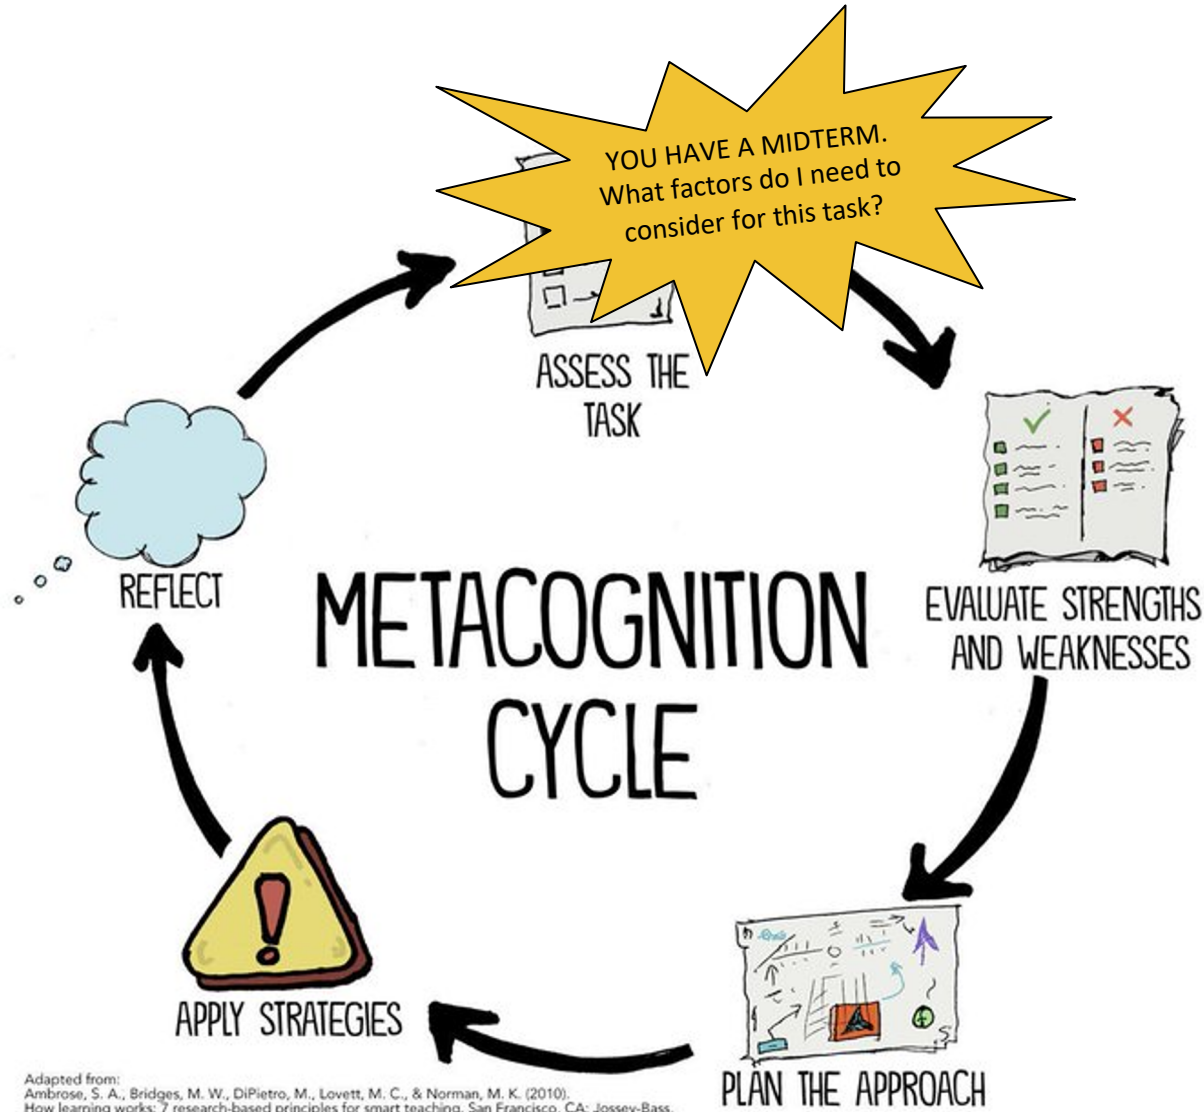 YOU HAVE A MIDTERM.
What factors do I need to
consider for this task?
ASSESS THE
TASK
EVALUATE STRENGTHS
AND WEAKNESSES
REFLECT
METACOGNITION
CYCLE
APPLY STRATEGIES
PLAN THE APPROACH
Adapted from:
Ambrose, S. A., Bridges, M. W., DiPietro, M., Lovett, M. C., & Norman, M. K. (2010).
How learning works: 7 research-based principles for smart teaching. San Francisco, CA: Jossey-Bass.